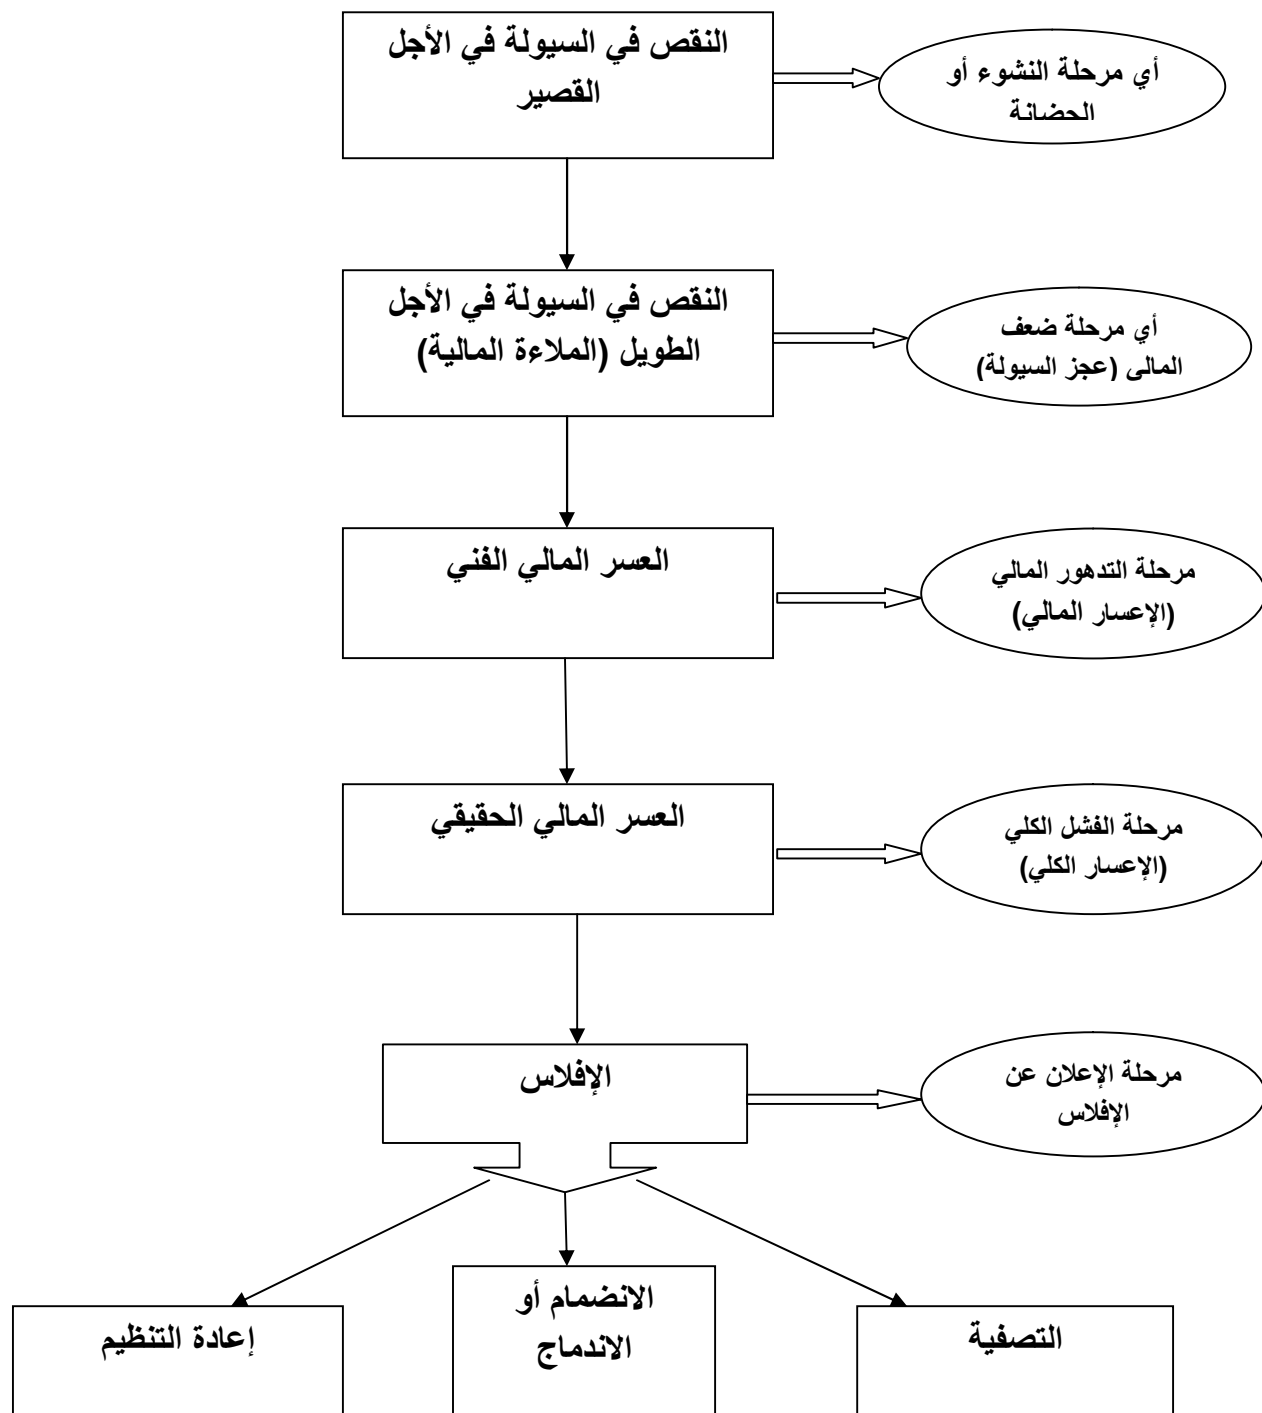 النقص في السيولة في الأجل
القصير
أي مرحلة النشوء أو
الحضانة
النقص في السيولة في الأجل
الطويل (الملاءة المالية)
أي مرحلة ضعف
المالي (عجز السيولة)
العسر المالي الفني
مرحلة التدهور المالي
(الإعسار المالي)
العسر المالي الحقيقي
مرحلة الفشل الكلي
(الإعسار الكلي)
الإفلاس
مرحلة الإعلان عن
الإفلاس
التصفية
الانضمام أو
الاندماج
إعادة التنظيم